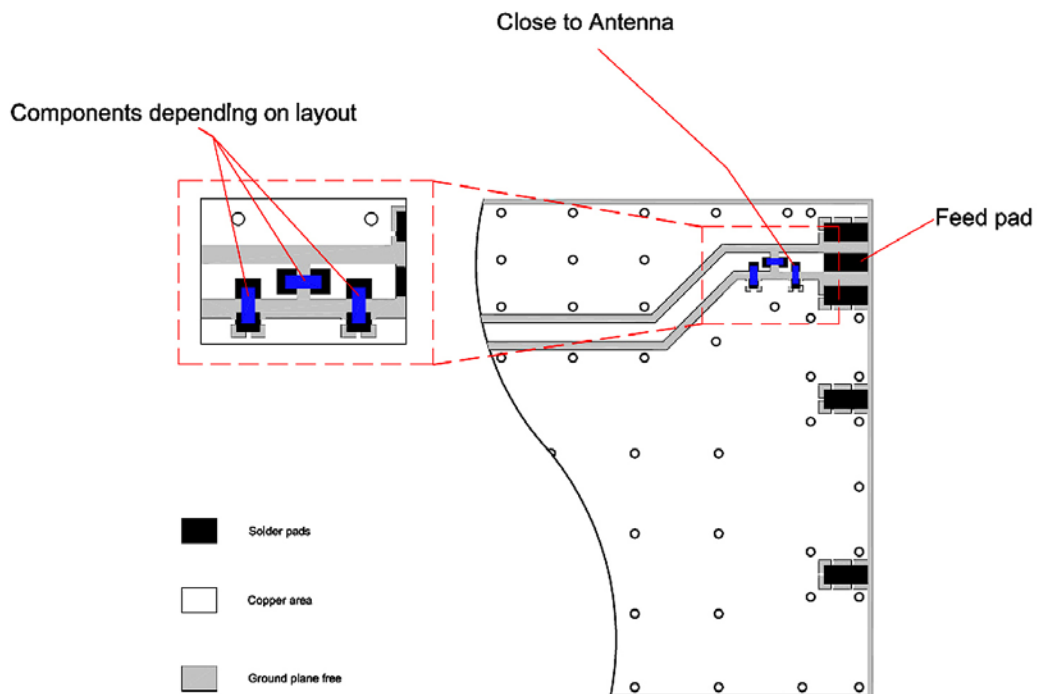 Close to Antenna
Components depending on layout
Feed pad
Solder pads
Copper area
Ground plane free